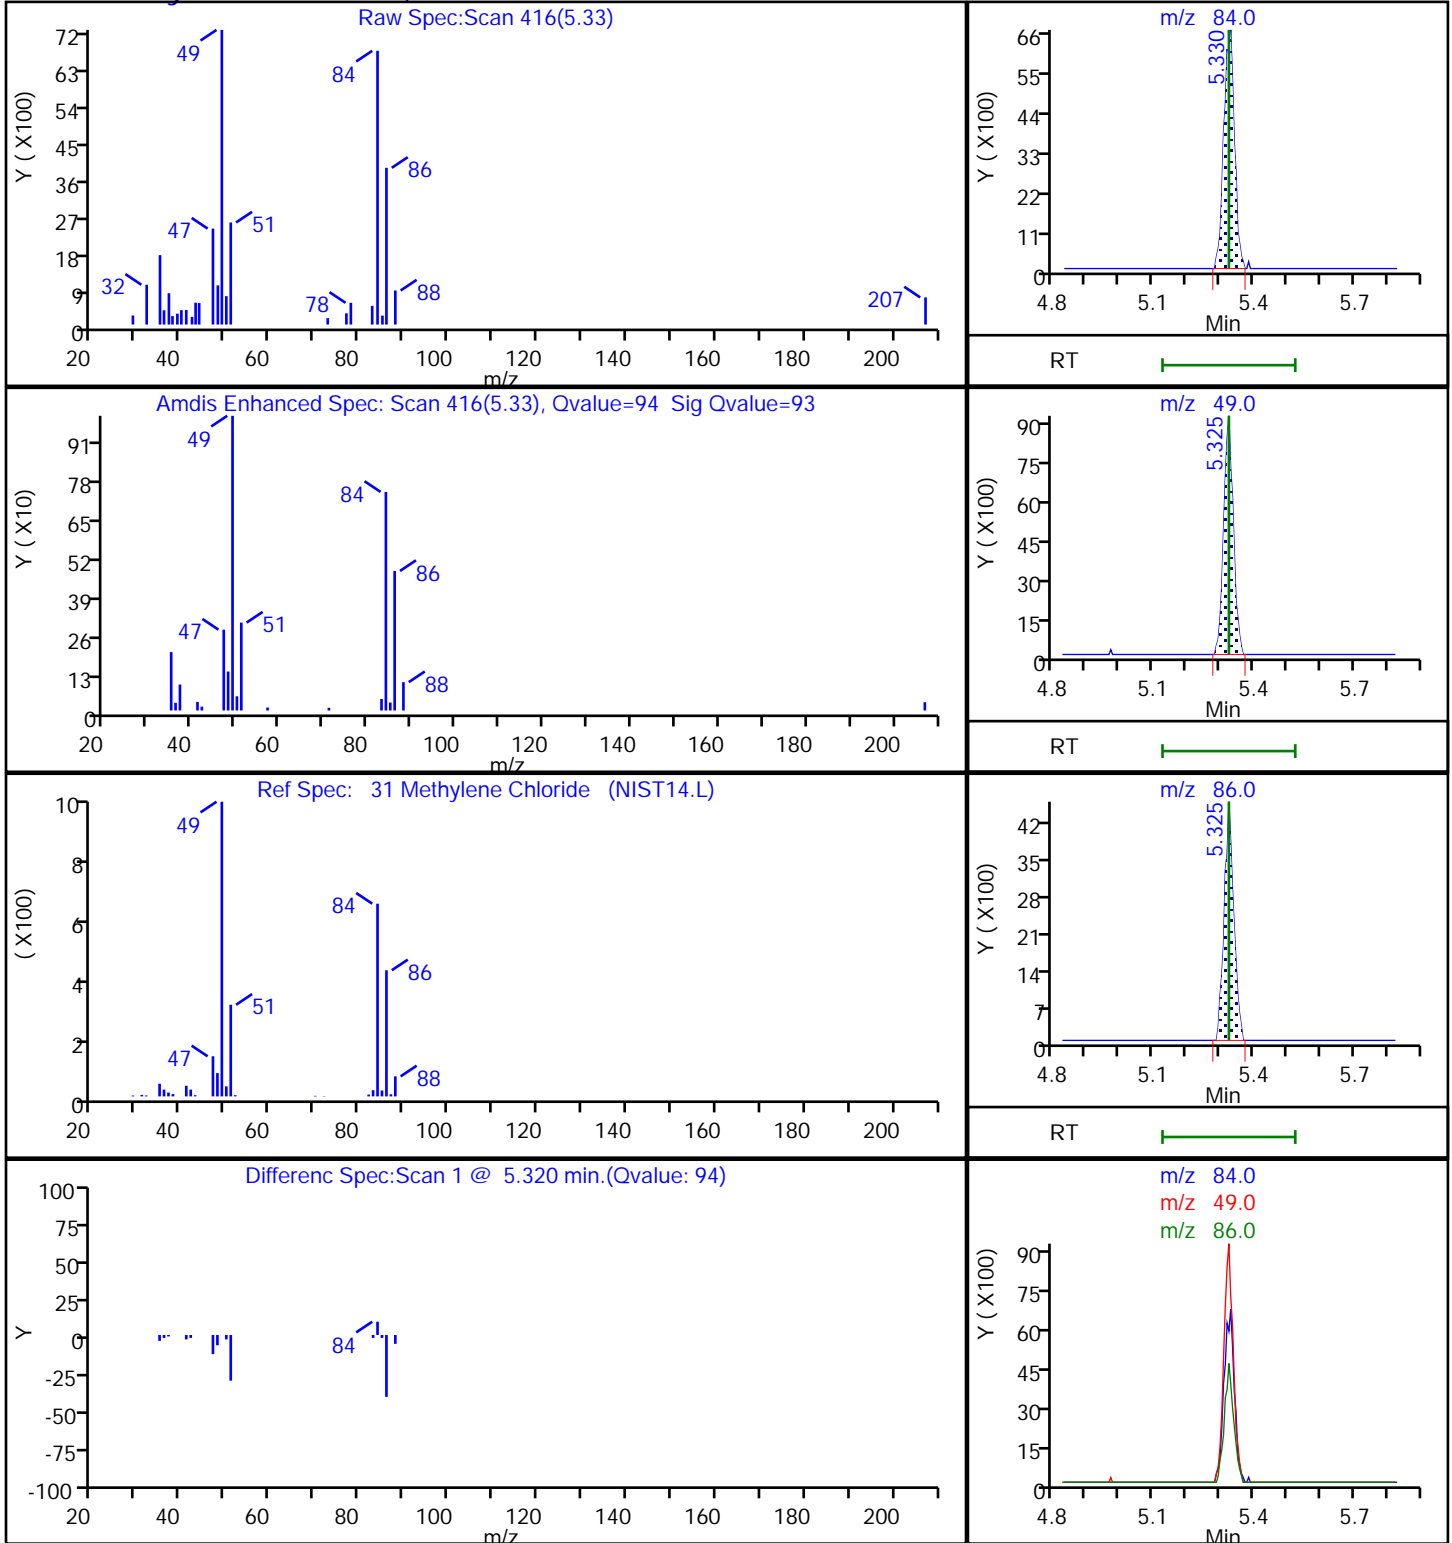 Raw Spec:Scan 416(5.33)
72
63
54
45
36
27
18
9
0
Y ( X100)
49
84
86
47
51
32
78
88
207
20 40 60 80 100 120 140 160 180 200
m/z
m/z 84.0
66
55
44
33
22
11
0
Y ( X100)
5.330
4.8 5.1 5.4 5.7
Min
RT
Amdis Enhanced Spec: Scan 416(5.33), Qvalue=94 Sig Qvalue=93
91
78
65
52
39
26
13
0
Y ( X10)
49
84
86
47
51
88
20 40 60 80 100 120 140 160 180 200
m/z
m/z 49.0
90
75
60
45
30
15
0
Y ( X100)
5.325
4.8 5.1 5.4 5.7
Min
RT
Ref Spec: 31 Methylene Chloride (NIST14.L)
10
8
6
4
2
0
( X100)
49
84
86
51
47
88
20 40 60 80 100 120 140 160 180 200
m/z 86.0
42
35
28
21
14
7
0
Y ( X100)
5.325
4.8 5.1 5.4 5.7
Min
RT
Differenc Spec:Scan 1 @ 5.320 min.(Qvalue: 94)
100
75
50
25
0
-25
-50
-75
-100
Y
84
20 40 60 80 100 120 140 160 180 200
m/z
m/z 84.0
m/z 49.0
m/z 86.0
90
75
60
45
30
15
0
Y ( X100)
4.8 5.1 5.4 5.7
Min